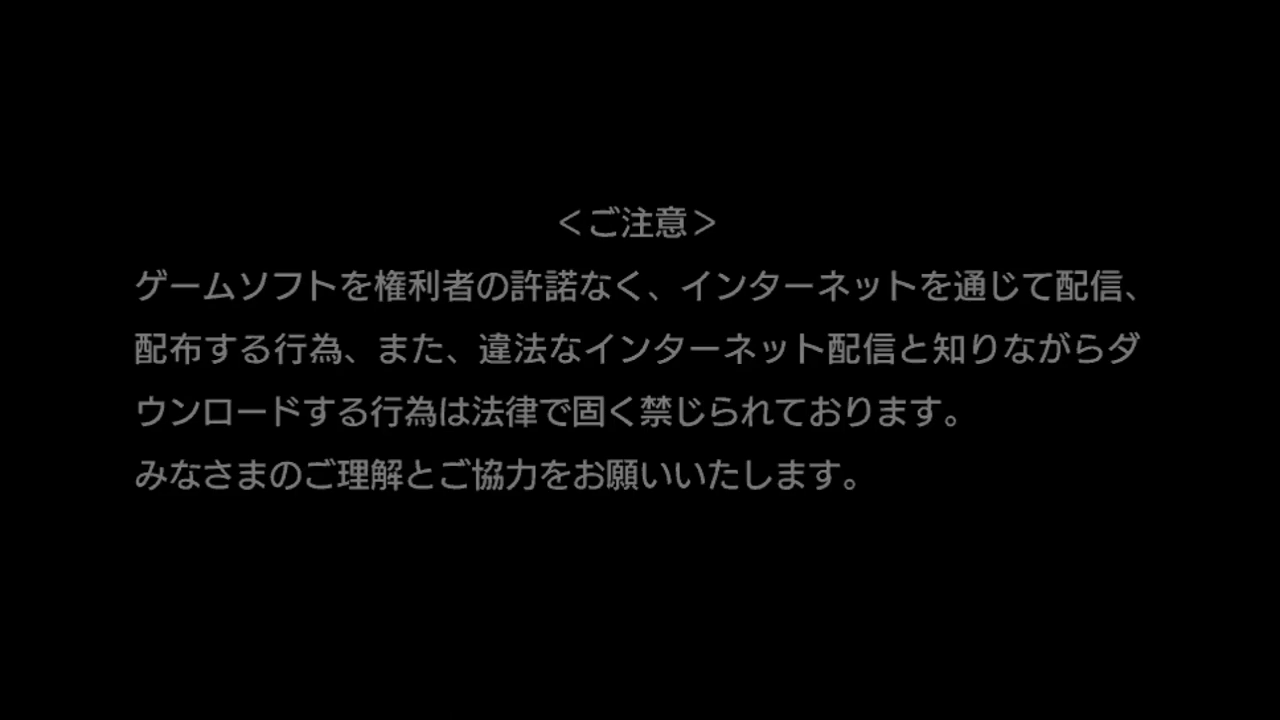 ＜ご注意＞
ゲームソフトを権利者の許諾なく、インターネットを通じて配信、
配布する行為、また、違法なインターネット配信と知りながらダ
ウンロードする行為は法律で固く禁じられております。
みなさまのご理解とご協力をお願いいたします。